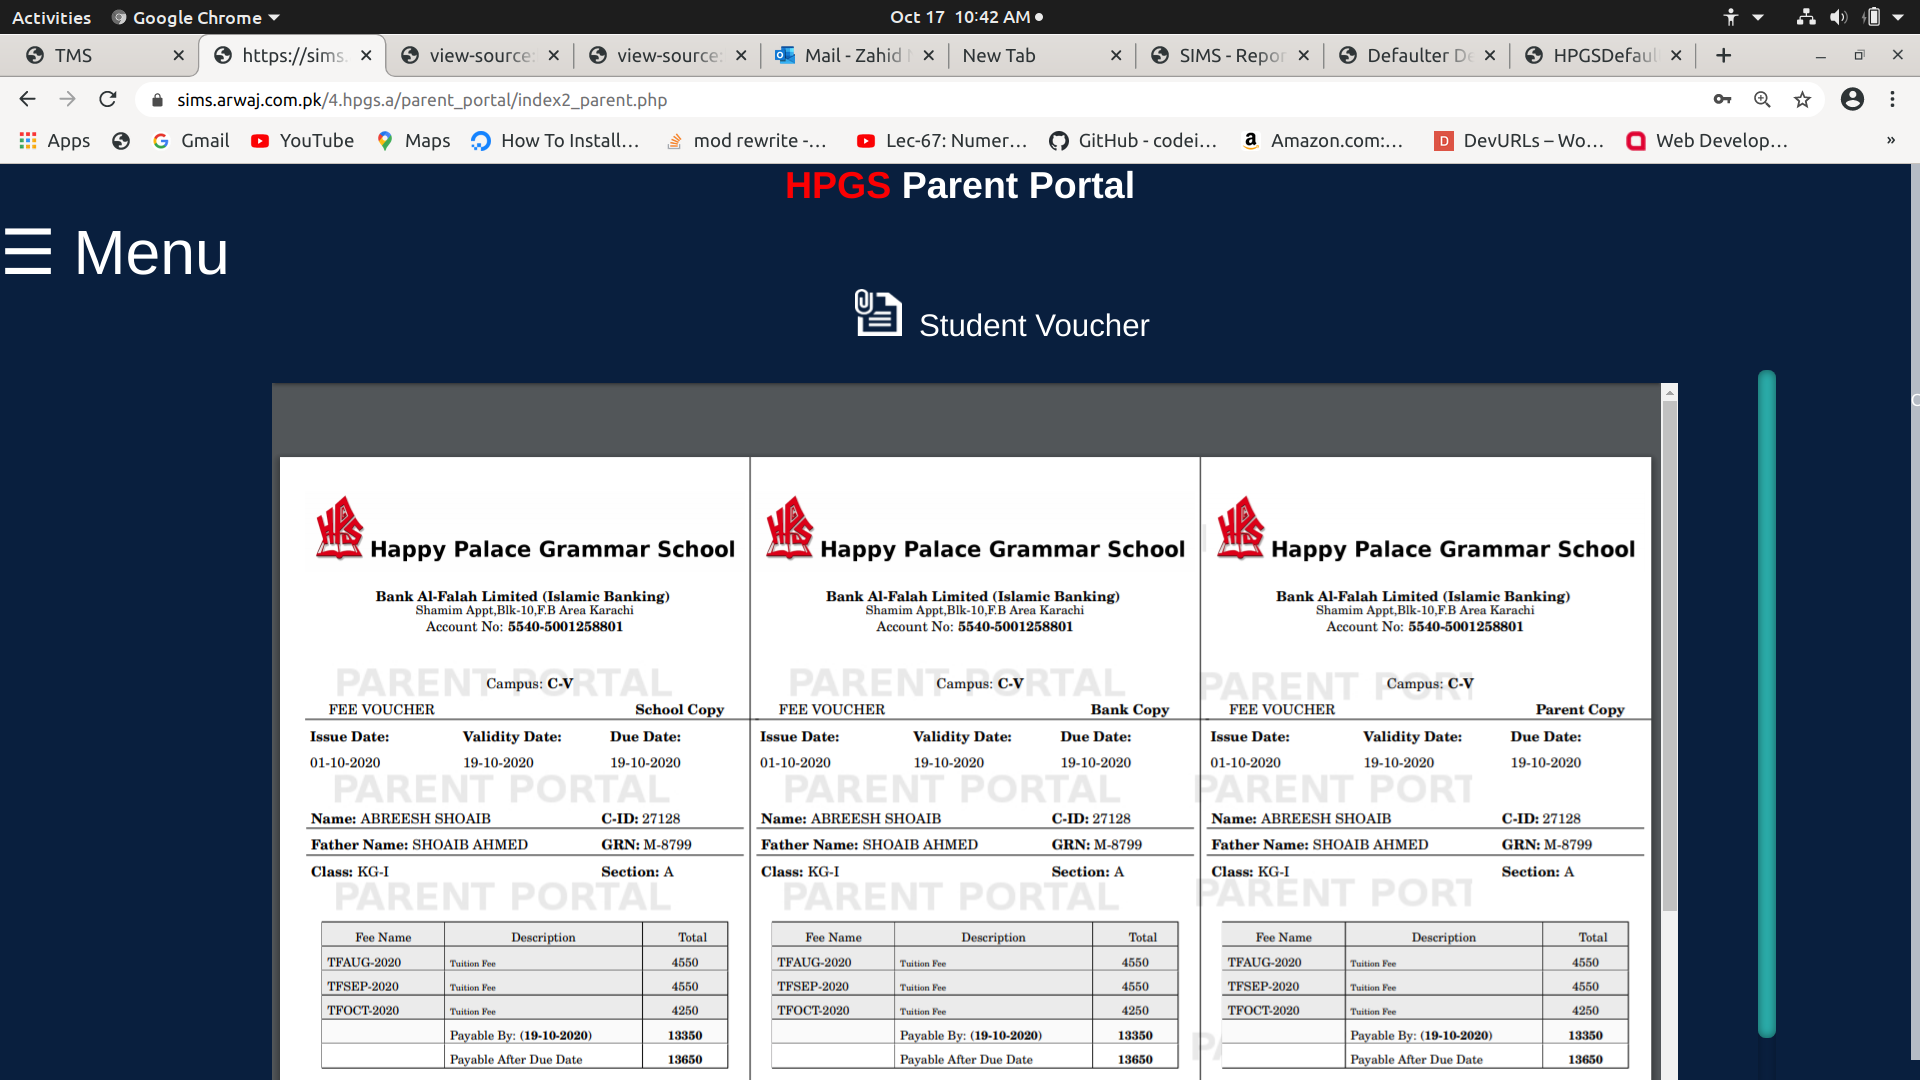 Activities Google Chrome Oct 17 10:42 AM
TMS https://sims. view-source: view-source: Mail - Zahid New Tab SIMS - Repor Defaulter De HPGSDefaul
sims.arwaj.com.pk/4.hpgs.a/parent_portal/index2_parent.php
Apps Gmail YouTube Maps How To Install… mod rewrite -… Lec-67: Numer… GitHub - codei… Amazon.com:… DevURLs – Wo… Web Develop… »
HPGS Parent Portal
☰ Menu
Student Voucher
Happy Palace Grammar School
Bank Al-Falah Limited (Islamic Banking)
Shamim Appt,Blk-10,F.B Area Karachi
Account No: 5540-5001258801
PARENT PORTAL
Campus: C-V
FEE VOUCHER School Copy
Issue Date: Validity Date: Due Date:
01-10-2020 19-10-2020 19-10-2020
PARENT PORTAL
Name: ABREESH SHOAIB C-ID: 27128
Father Name: SHOAIB AHMED GRN: M-8799
Class: KG-I Section: A
PARENT PORTAL
Fee Name Description Total
TFAUG-2020 Tuition Fee 4550
TFSEP-2020 Tuition Fee 4550
TFOCT-2020 Tuition Fee 4250
Payable By: (19-10-2020) 13350
Payable After Due Date 13650
Happy Palace Grammar School
Bank Al-Falah Limited (Islamic Banking)
Shamim Appt,Blk-10,F.B Area Karachi
Account No: 5540-5001258801
PARENT PORTAL
Campus: C-V
FEE VOUCHER Bank Copy
Issue Date: Validity Date: Due Date:
01-10-2020 19-10-2020 19-10-2020
PARENT PORTAL
Name: ABREESH SHOAIB C-ID: 27128
Father Name: SHOAIB AHMED GRN: M-8799
Class: KG-I Section: A
PARENT PORTAL
Fee Name Description Total
TFAUG-2020 Tuition Fee 4550
TFSEP-2020 Tuition Fee 4550
TFOCT-2020 Tuition Fee 4250
Payable By: (19-10-2020) 13350
Payable After Due Date 13650
Happy Palace Grammar School
Bank Al-Falah Limited (Islamic Banking)
Shamim Appt,Blk-10,F.B Area Karachi
Account No: 5540-5001258801
PARENT PORT
Campus: C-V
FEE VOUCHER Parent Copy
Issue Date: Validity Date: Due Date:
01-10-2020 19-10-2020 19-10-2020
PARENT PORT
Name: ABREESH SHOAIB C-ID: 27128
Father Name: SHOAIB AHMED GRN: M-8799
Class: KG-I Section: A
PARENT PORT
Fee Name Description Total
TFAUG-2020 Tuition Fee 4550
TFSEP-2020 Tuition Fee 4550
TFOCT-2020 Tuition Fee 4250
Payable By: (19-10-2020) 13350
Payable After Due Date 13650